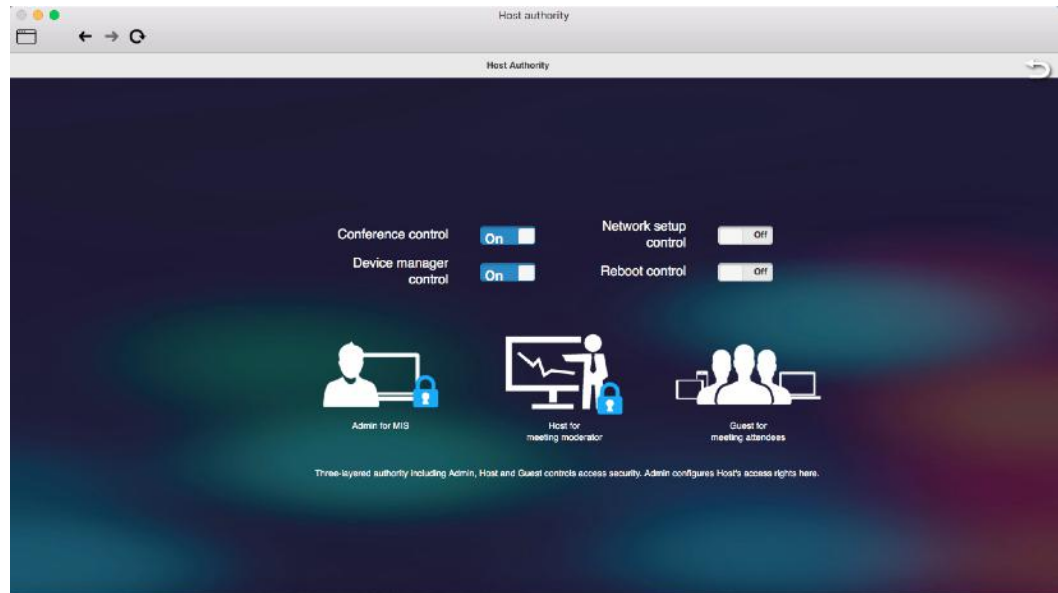 Host authority
Host Authority
Conference control
On
Network setup
control
Off
Device manager
control
On
Reboot control
Off
Admin for MIS
Host for
meeting moderator
Guest for
meeting attendees
Three-layered authority including Admin, Host and Guest controls access security. Admin configures Host's access rights here.